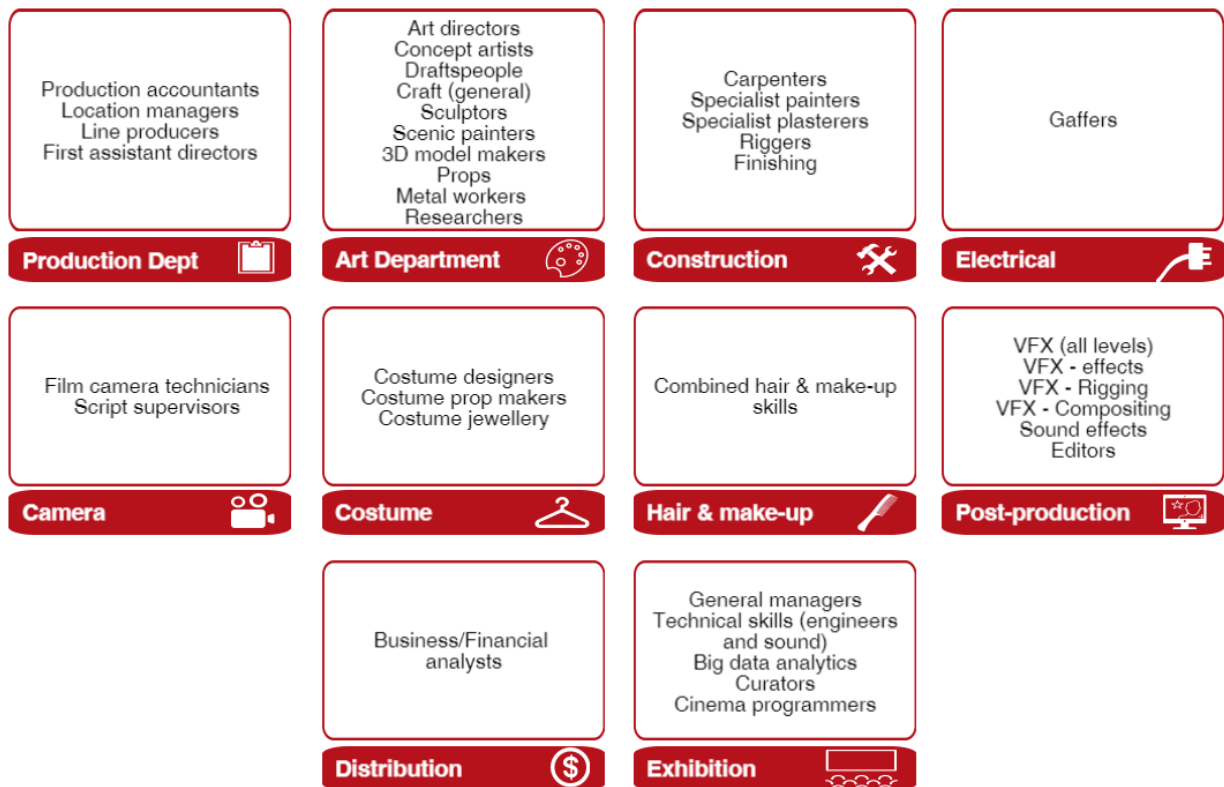 Production accountants
Location managers
Line producers
First assistant directors
Production Dept
Art directors
Concept artists
Draftspeople
Craft (general)
Sculptors
Scenic painters
3D model makers
Props
Metal workers
Researchers
Art Department
Carpenters
Specialist painters
Specialist plasterers
Riggers
Finishing
Construction
Gaffers
Electrical
Film camera technicians
Script supervisors
Camera
Costume designers
Costume prop makers
Costume jewellery
Costume
Combined hair & make-up
skills
Hair & make-up
VFX (all levels)
VFX - effects
VFX - Rigging
VFX - Compositing
Sound effects
Editors
Post-production
Business/Financial
analysts
Distribution
$
General managers
Technical skills (engineers
and sound)
Big data analytics
Curators
Cinema programmers
Exhibition